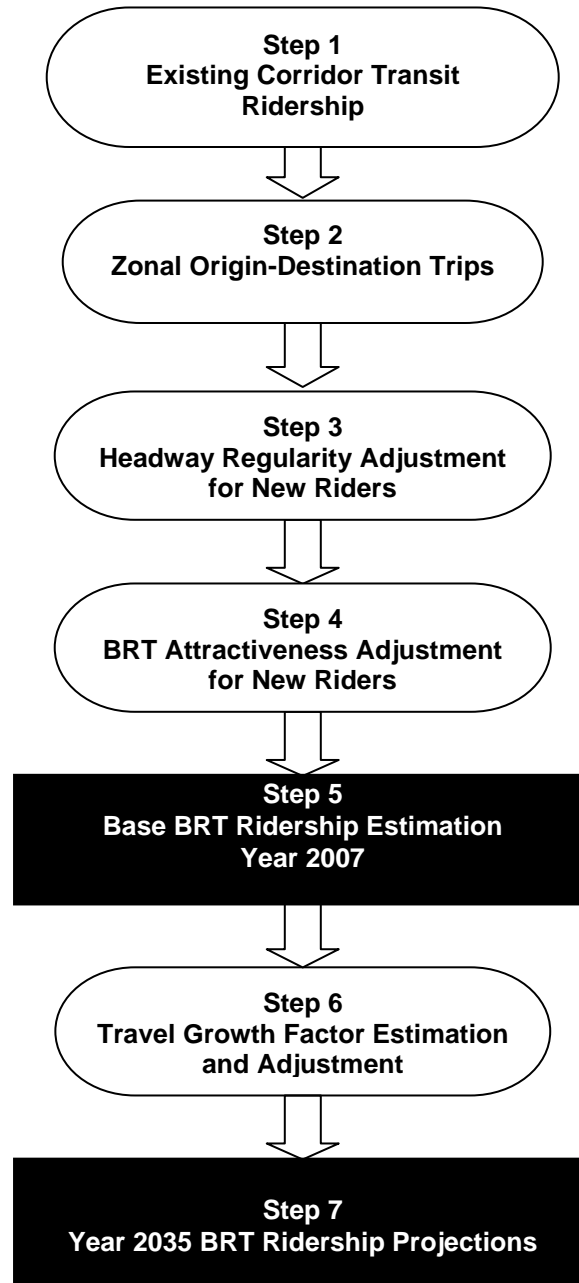 Step 1
Existing Corridor Transit
Ridership
Step 2
Zonal Origin-Destination Trips
Step 3
Headway Regularity Adjustment
for New Riders
Step 4
BRT Attractiveness Adjustment
for New Riders
Step 5
Base BRT Ridership Estimation
Year 2007
Step 6
Travel Growth Factor Estimation
and Adjustment
Step 7
Year 2035 BRT Ridership Projections